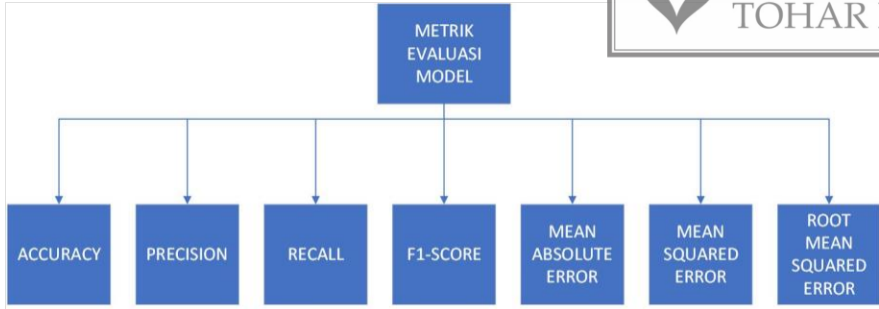 TOHAR
METRIK
EVALUASI
MODEL
ACCURACY
PRECISION
RECALL
F1-SCORE
MEAN
ABSOLUTE
ERROR
MEAN
SQUARED
ERROR
ROOT
MEAN
SQUARED
ERROR